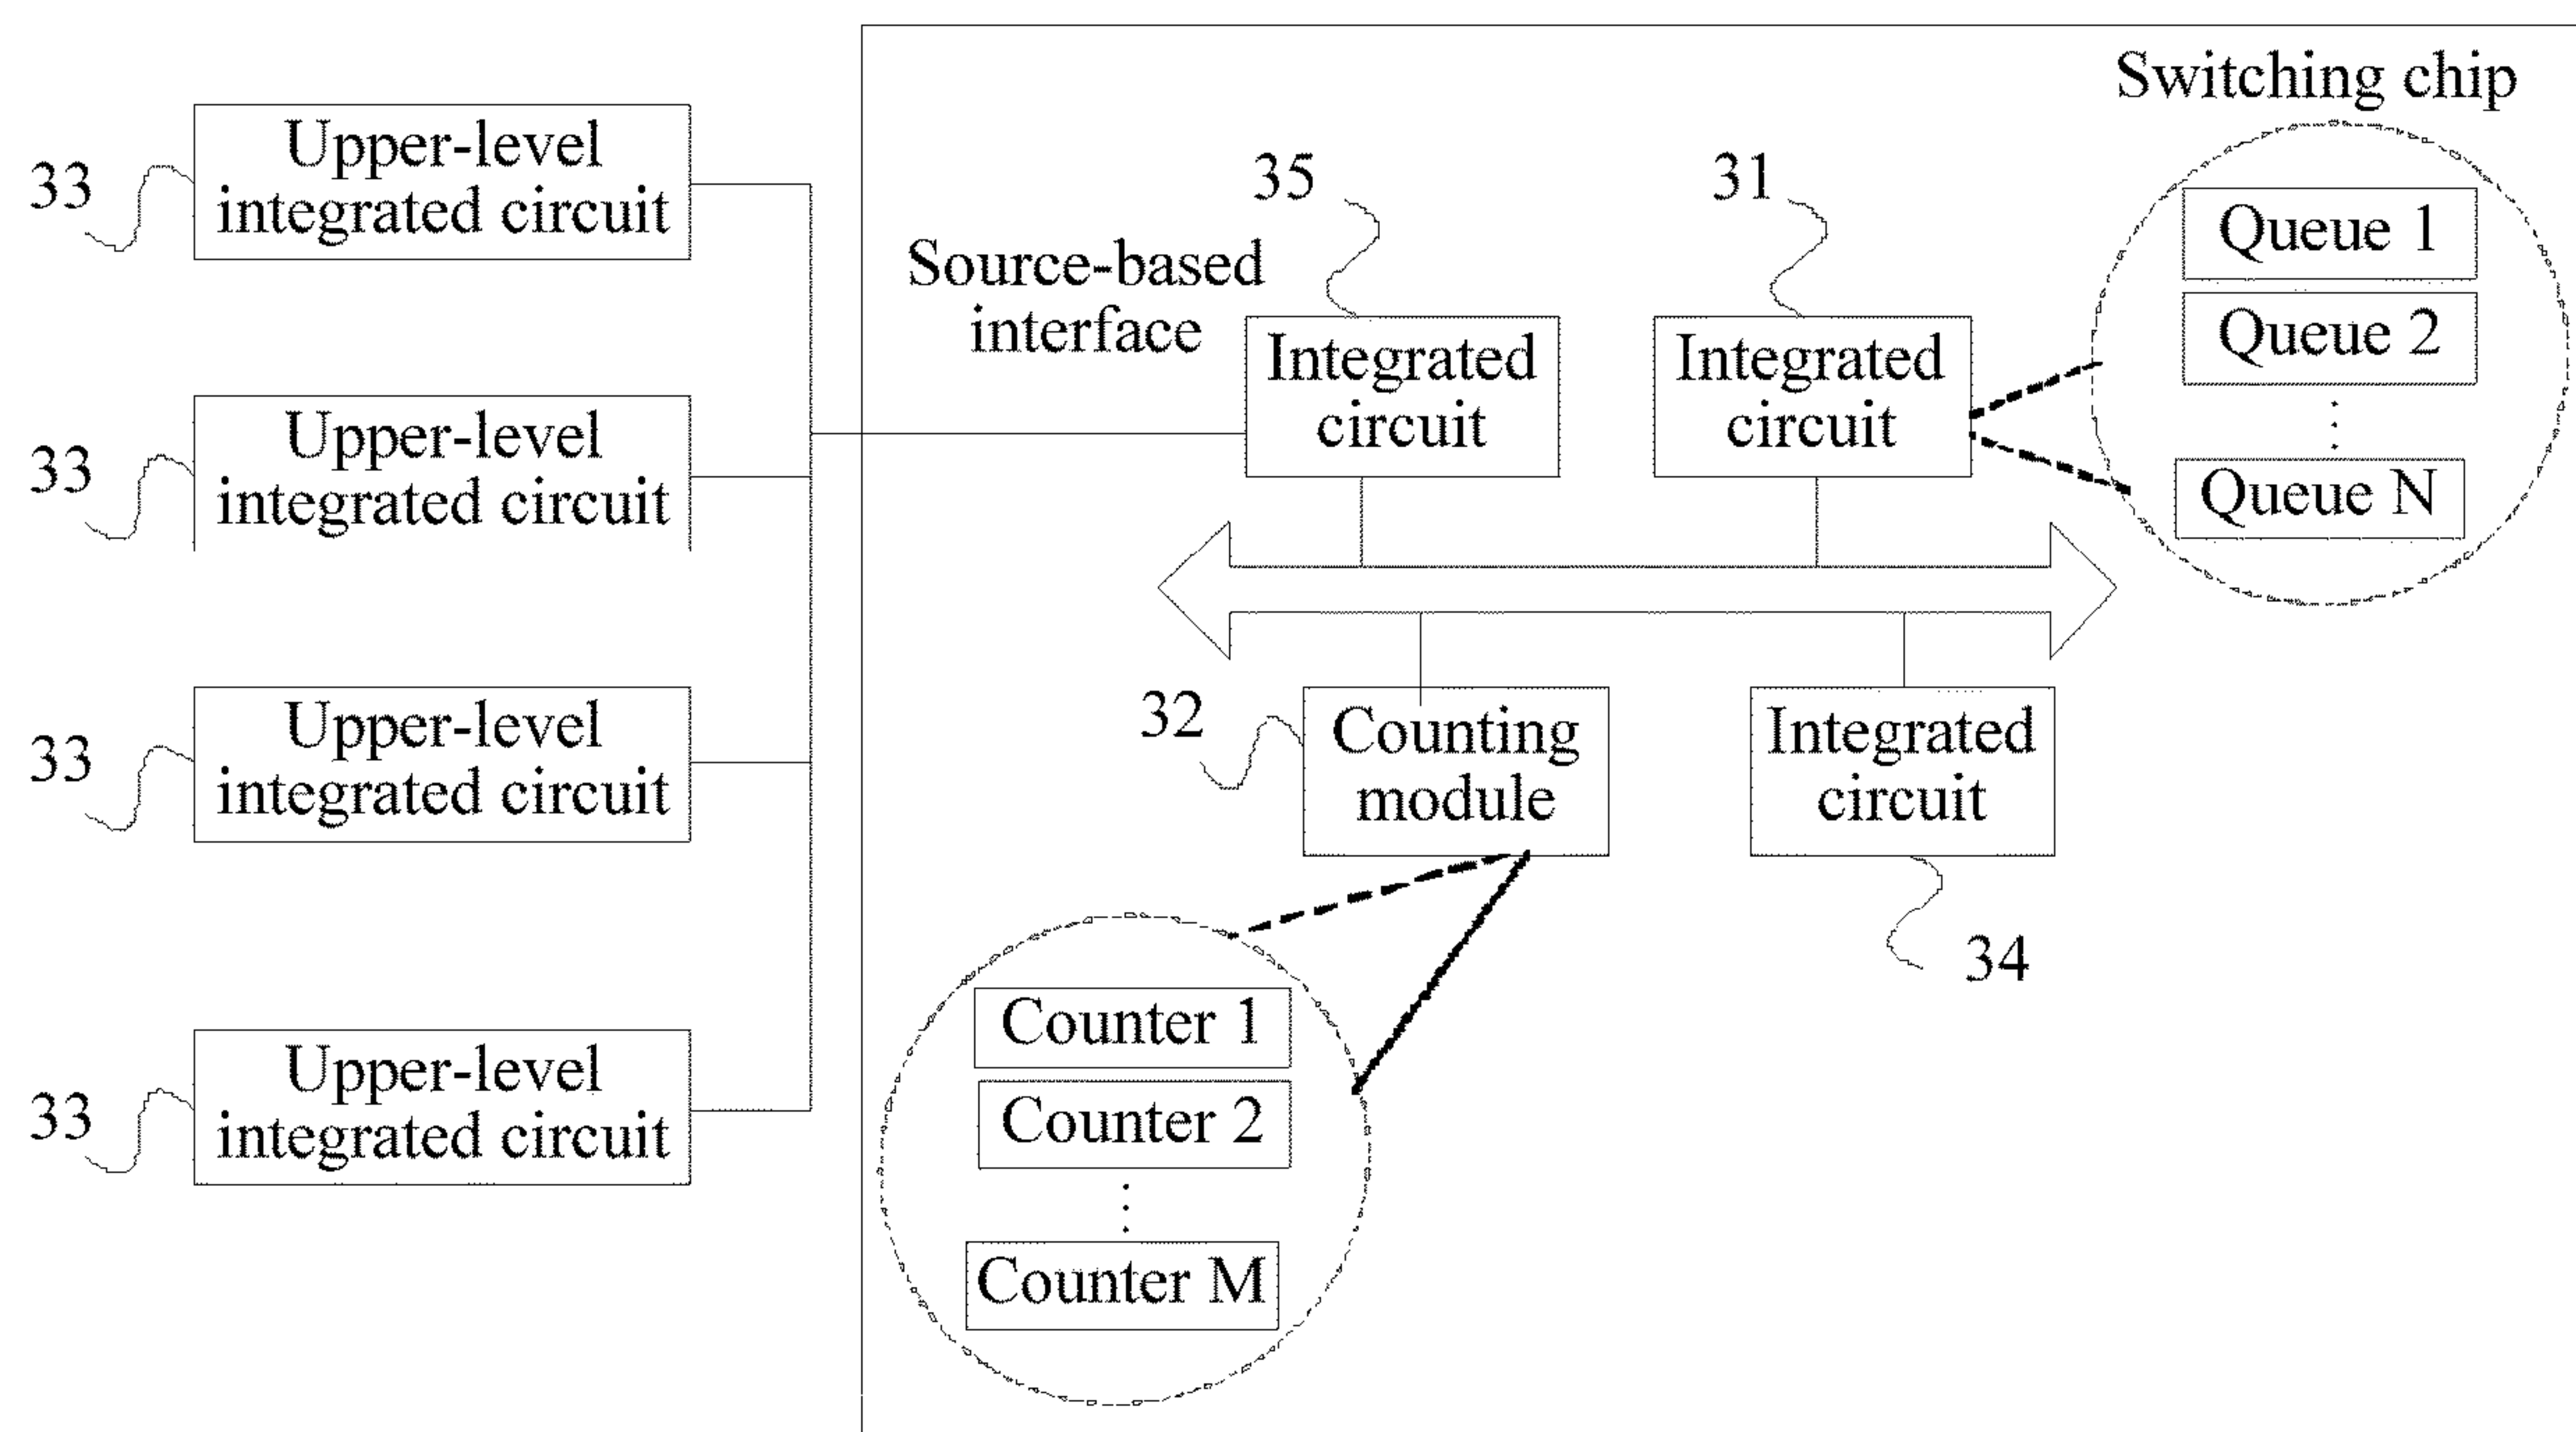 Switching chip
33
Upper-level
integrated circuit
35
31
Queue 1
Source-based
interface
Queue 2
Integrated
circuit
Integrated
circuit
33
Upper-level
integrated circuit
Queue N
33
Upper-level
integrated circuit
32
Counting
module
Integrated
circuit
34
33
Upper-level
integrated circuit
Counter 1
Counter 2
Counter M